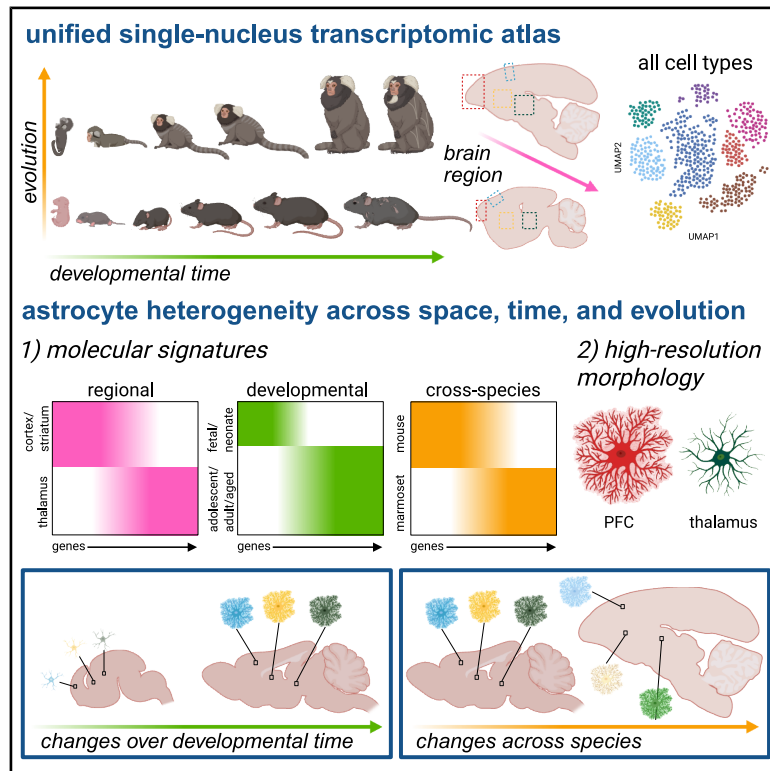 unified single-nucleus transcriptomic atlas
evolution
developmental time
brain
region
all cell types
UMAP2
UMAP1
astrocyte heterogeneity across space, time, and evolution
1) molecular signatures
2) high-resolution
morphology
regional
cortex/
striatum
thalamus
genes
developmental
fetal/
neonate
adolescent/
adult/aged
genes
cross-species
mouse
marmoset
genes
PFC
thalamus
changes over developmental time
changes across species